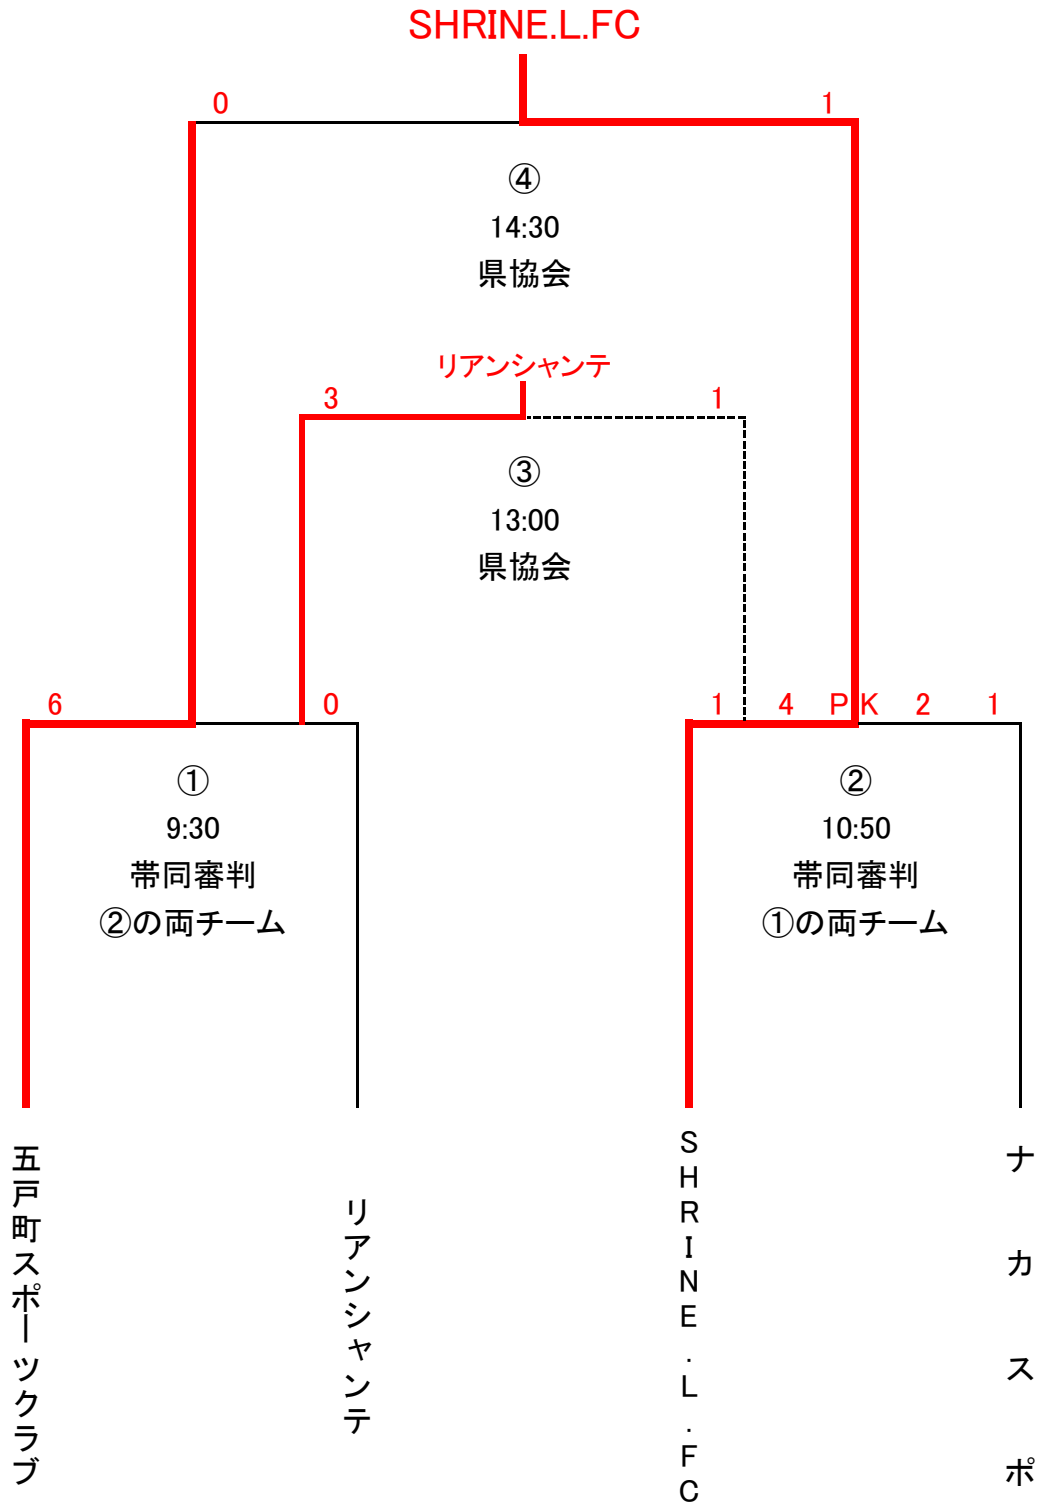 SHRINE.L.FC
0 1
④
14:30
県協会
リアンシャンテ
3 1
③
13:00
県協会
6 0 1 4 PK 2 1
①
9:30
帯同審判
②の両チーム
②
10:50
帯同審判
①の両チーム
五戸町スポーツクラブ
リアンシャンテ
SHRINE.L.FC
ナカスポ